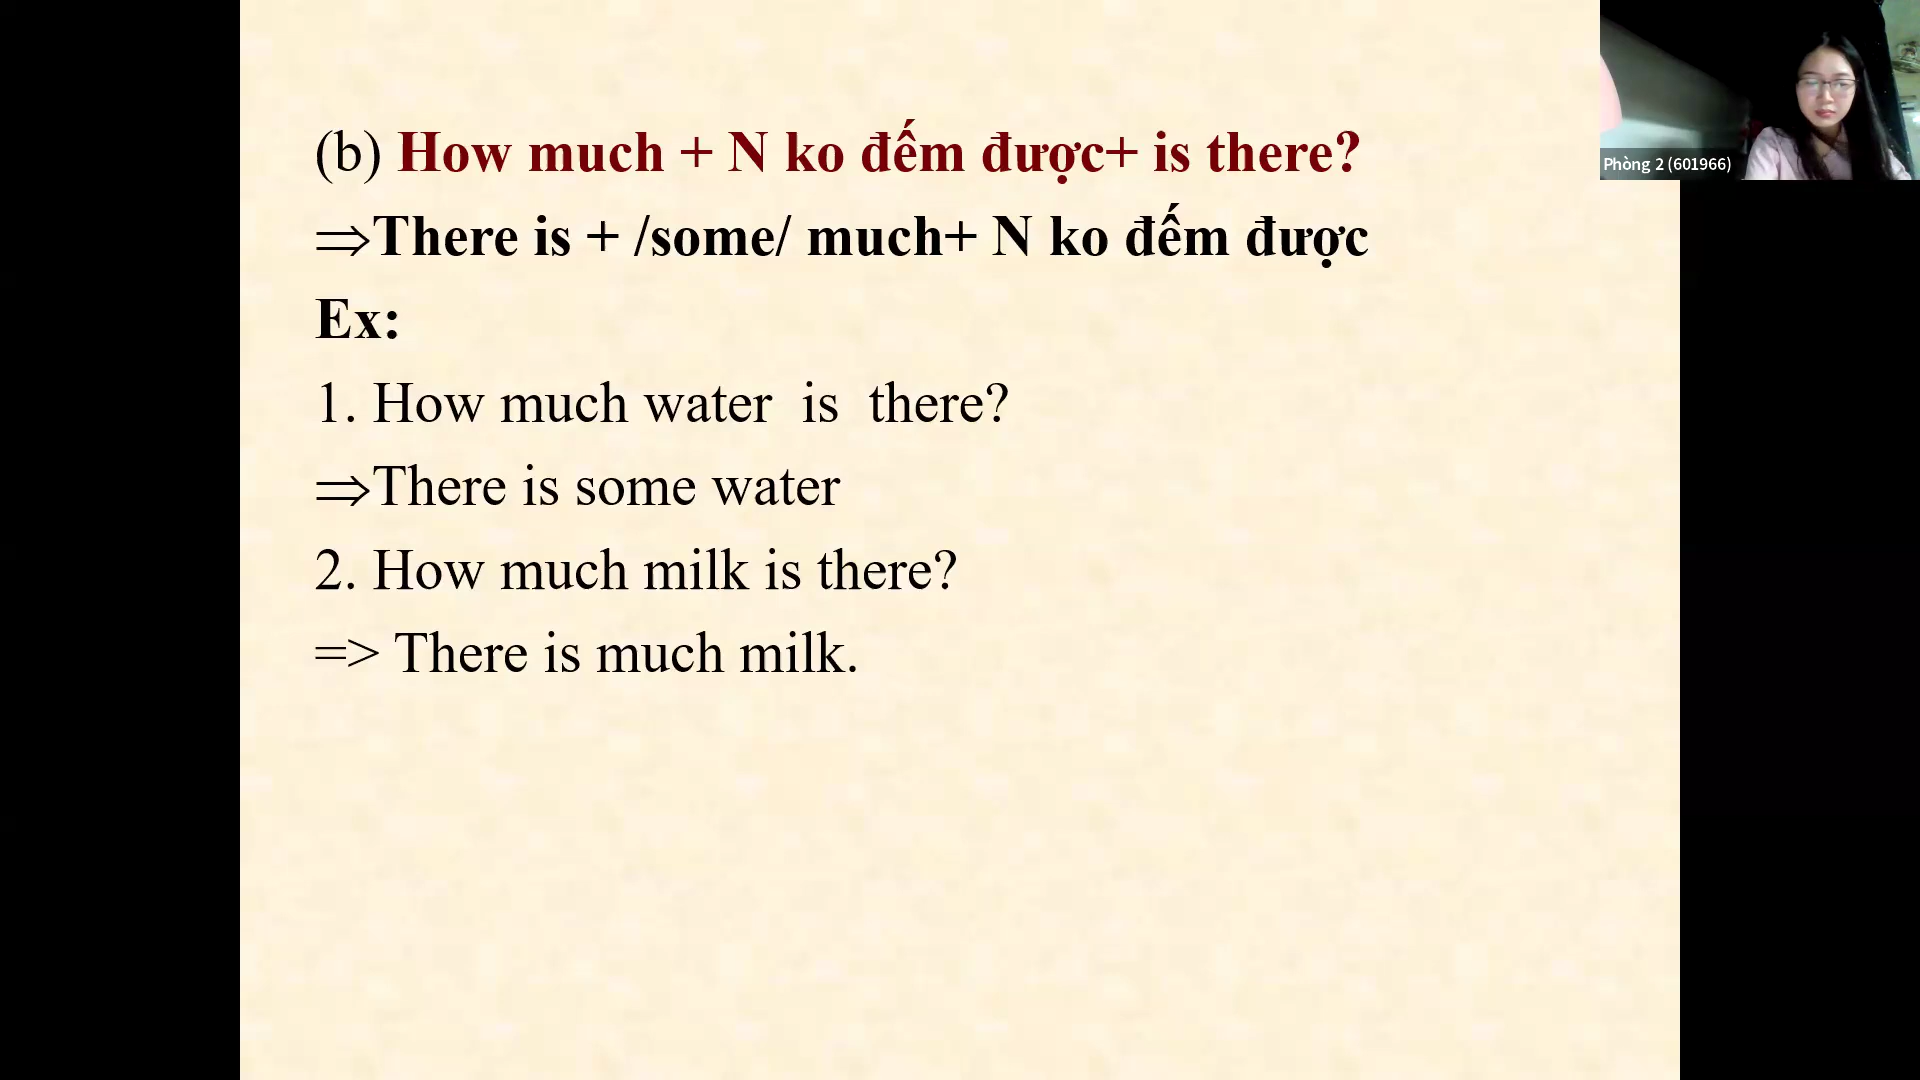 (b) How much + N ko đếm được+ is there?
⇒There is + /some/ much+ N ko đếm được
Ex:
1. How much water  is  there?
⇒There is some water
2. How much milk is there?
=> There is much milk.
Phòng 2 (601966)